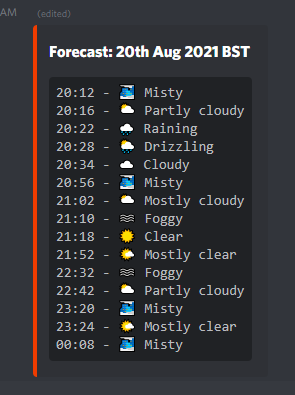 AM (edited)
Forecast: 20th Aug 2021 BST
20:12 - Misty
20:16 - Partly cloudy
20:22 - Raining
20:28 - Drizzling
20:34 - Cloudy
20:56 - Misty
21:02 - Mostly cloudy
21:10 - Foggy
21:18 - Clear
21:52 - Mostly clear
22:32 - Foggy
22:42 - Partly cloudy
23:20 - Misty
23:24 - Mostly clear
00:08 - Misty